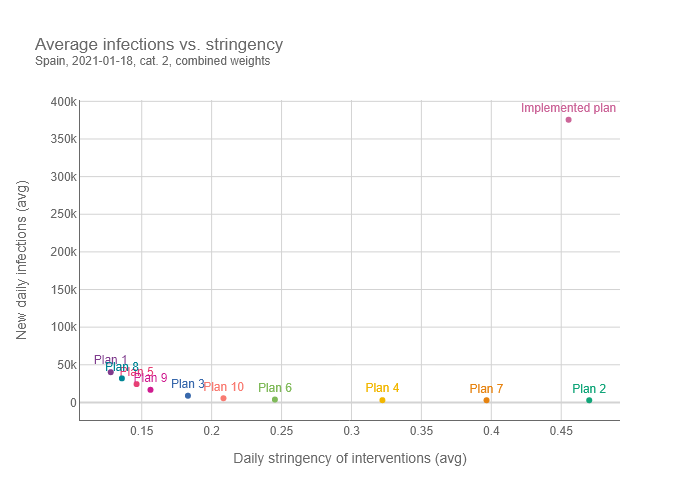 Average infections vs. stringency
Spain, 2021-01-18, cat. 2, combined weights
New daily infections (avg)
400k
350k
300k
250k
200k
150k
100k
50k
0
Implemented plan
Plan 1
Plan 8
Plan 5
Plan 9
Plan 3
Plan 10
Plan 6
Plan 4
Plan 7
Plan 2
0.15
0.2
0.25
0.3
0.35
0.4
0.45
Daily stringency of interventions (avg)